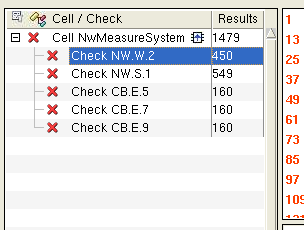 Cell / Check Results
Cell NwMeasureSystem 1479
Check NW.W.2 450
Check NW.S.1 549
Check CB.E.5 160
Check CB.E.7 160
Check CB.E.9 160
1
13
25
37
49
61
73
85
97
109